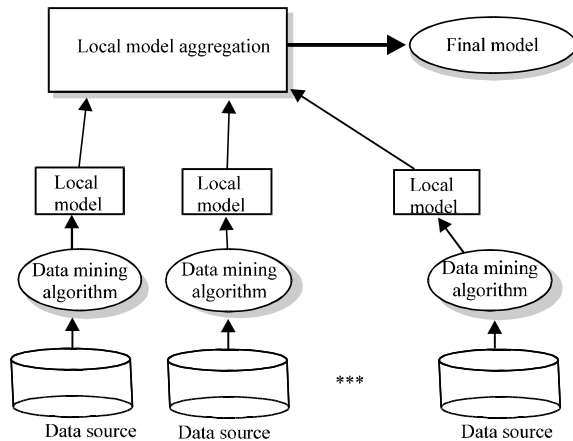 Local model aggregation
Final model
Local
model
Local
model
Local
model
Data mining
algorithm
Data mining
algorithm
Data mining
algorithm
***
Data source
Data source
Data source